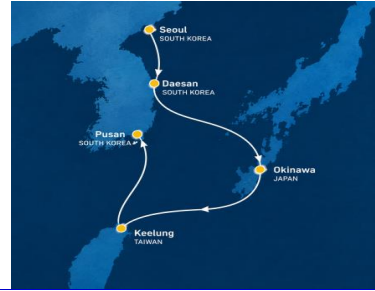 Seoul
SOUTH KOREA
Daesan
SOUTH KOREA
Pusan
SOUTH KOREA
Okinawa
JAPAN
Keelung
TAIWAN